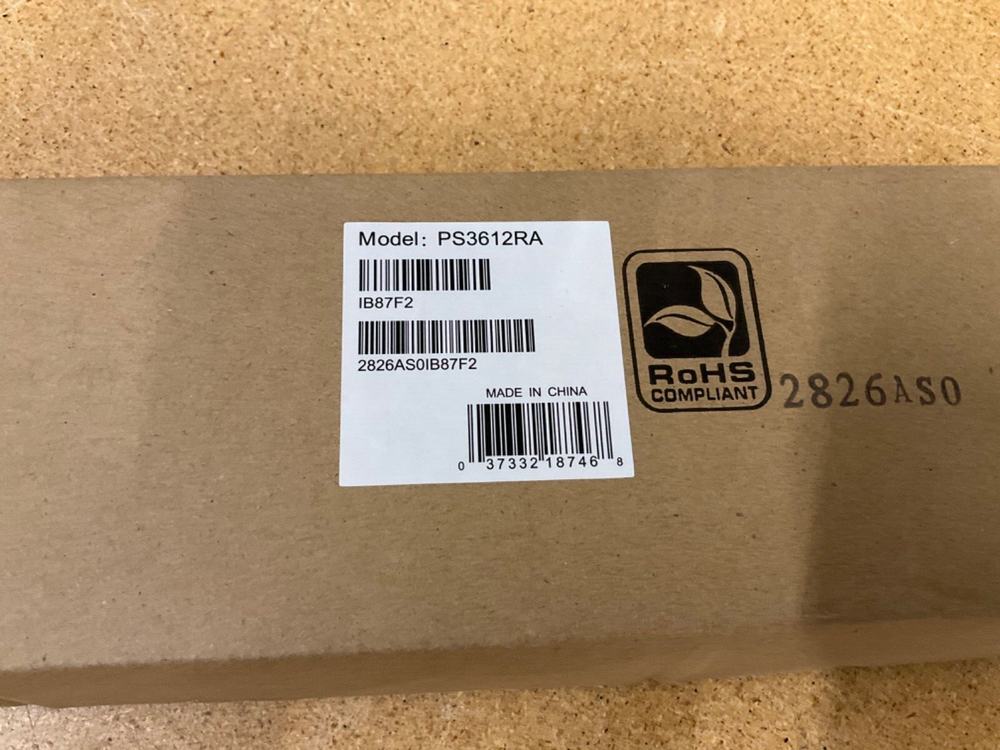 Model: PS3612RA
IB87F2
2826AS0IB87F2
MADE IN CHINA
0 37332 18746 8
RoHS
COMPLIANT
2826AS0